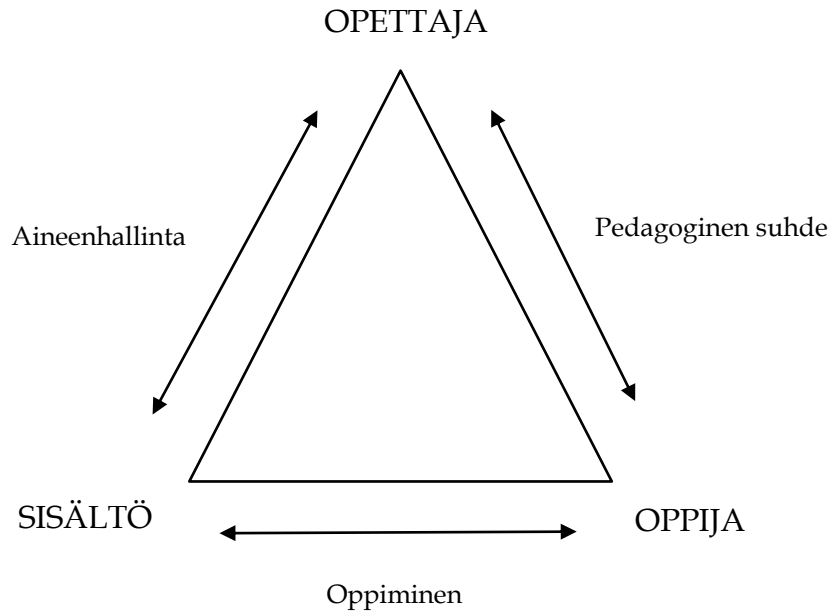 OPETTAJA
Aineenhallinta
Pedagoginen suhde
SISÄLTÖ
OPPIJA
Oppiminen